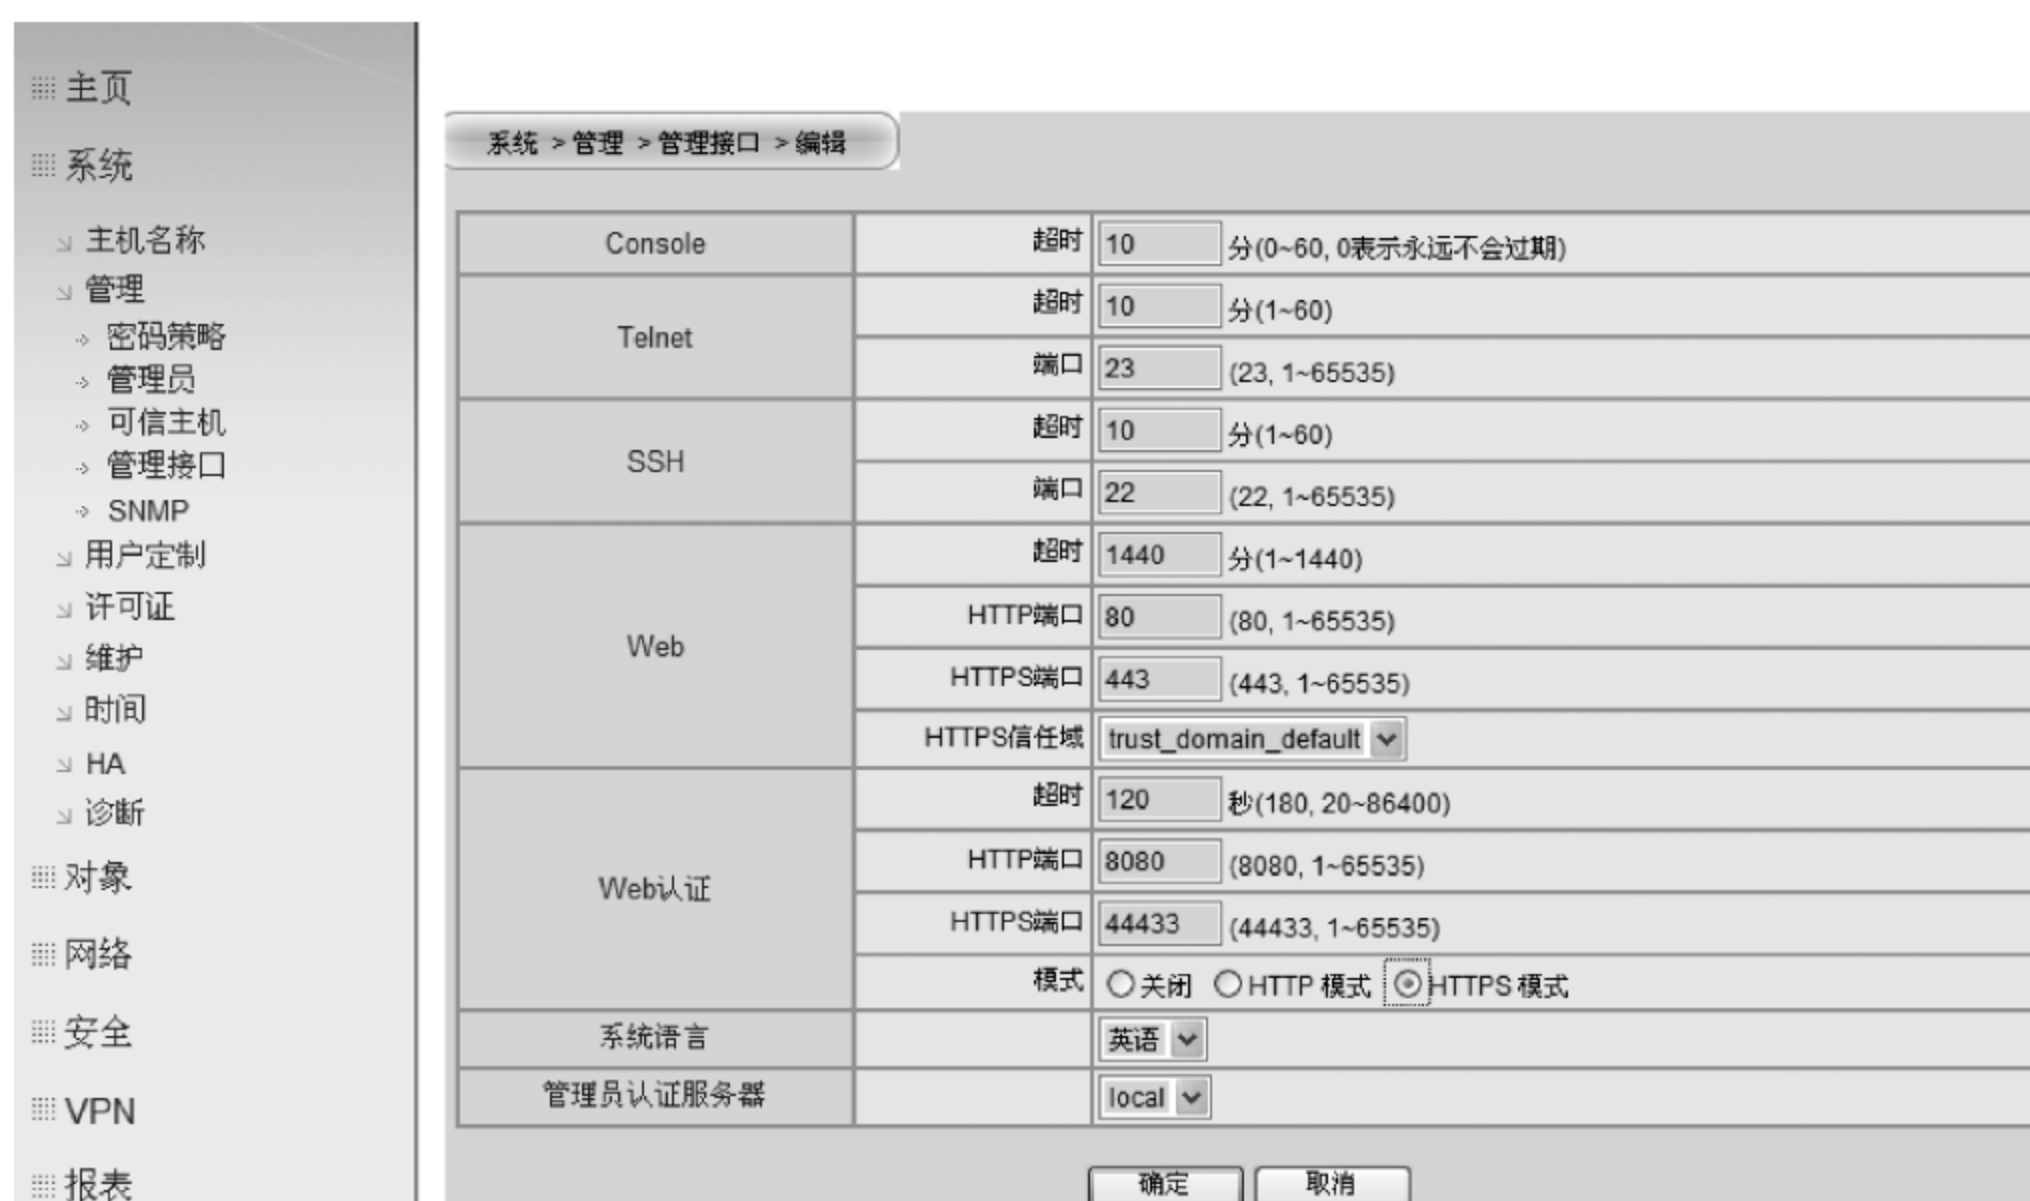 主页
系统
主机名称
管理
密码策略
管理员
可信主机
管理接口
SNMP
用户定制
许可证
维护
时间
HA
诊断
对象
网络
安全
VPN
报表
系统 >管理 >管理接口 >编辑
Console 超时 10 分(0~60, 0表示永远不会过期)
Telnet 超时 10 分(1~60)
端口 23 (23, 1~65535)
SSH 超时 10 分(1~60)
端口 22 (22, 1~65535)
Web 超时 1440 分(1~1440)
HTTP端口 80 (80, 1~65535)
HTTPS端口 443 (443, 1~65535)
HTTPS信任域 trust_domain_default
Web认证 超时 120 秒(180, 20~86400)
HTTP端口 8080 (8080, 1~65535)
HTTPS端口 44433 (44433, 1~65535)
模式 关闭 HTTP 模式 HTTPS 模式
系统语言 英语
管理员认证服务器 local
确定 取消